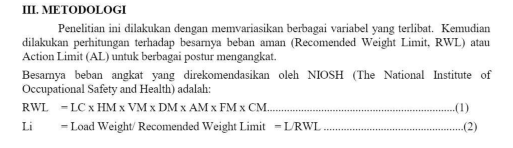 III. METODOLOGI
Penelitian ini dilakukan dengan memvariasikan berbagai variabel yang terlibat. Kemudian
dilakukan perhitungan terhadap besarnya beban aman (Recomended Weight Limit, RWL) atau
Action Limit (AL) untuk berbagai postur mengangkat.
Besarnya beban angkat yang direkomendasikan oleh NIOSH (The National Institute of
Occupational Safety and Health) adalah:
RWL = LC x HM x VM x DM x AM x FM x CM..............................................................(1)
Li = Load Weight/ Recomended Weight Limit = L/RWL ..............................................(2)